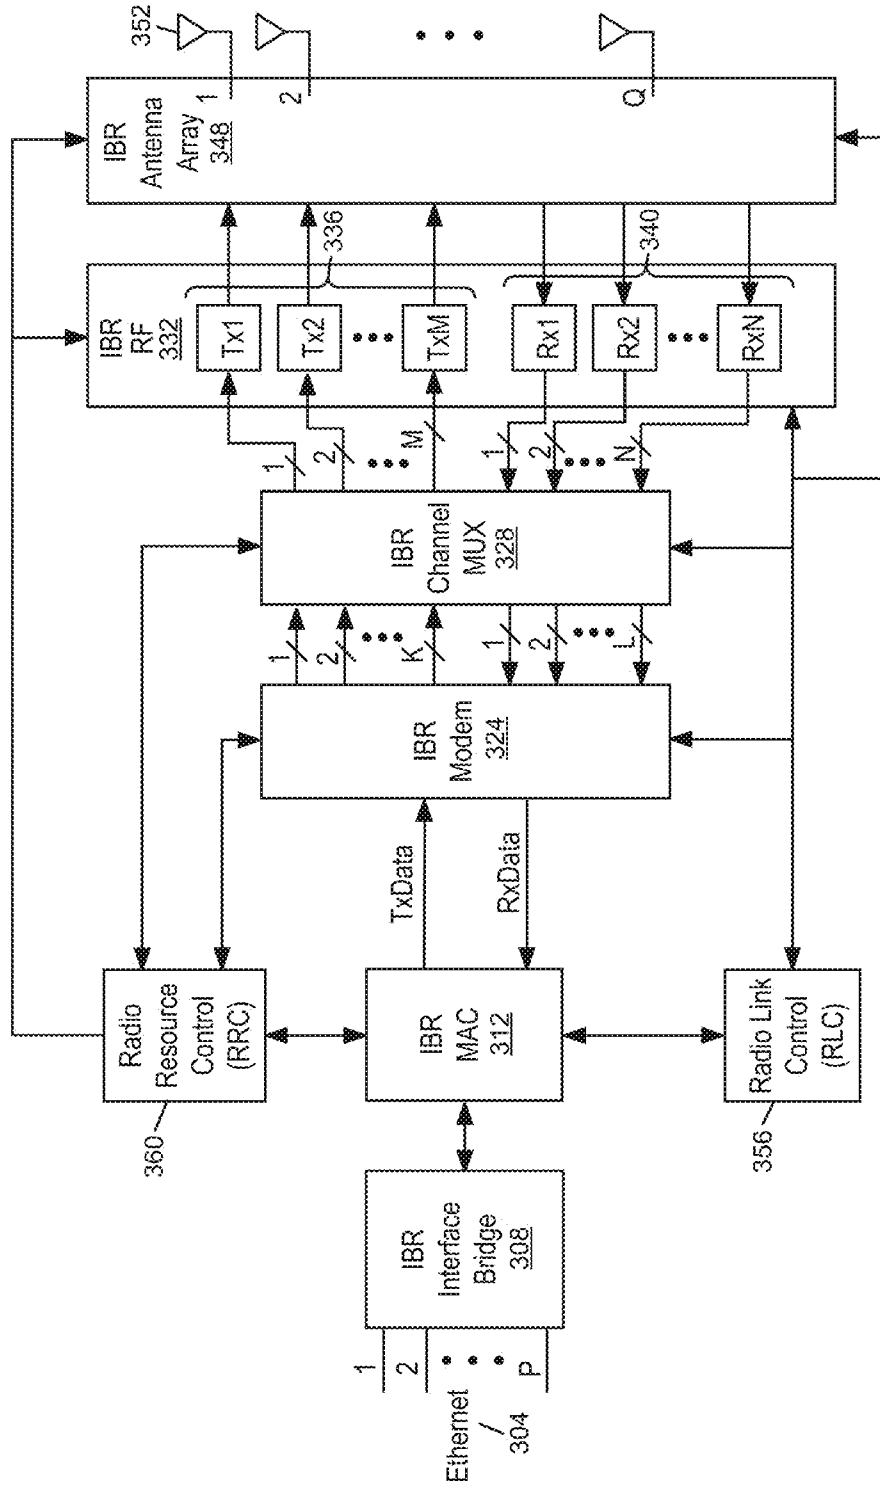 Ethernet
304
1
2
P
IBR
Interface
Bridge
308
360
Radio
Resource
Control
(RRC)
IBR
MAC
312
356
Radio Link
Control
(RLC)
TxData
RxData
IBR
Modem
324
1
2
K
1
2
L
IBR
Channel
MUX
328
1
2
M
1
2
N
IBR
RF
332
Tx1
Tx2
TxM
Rx1
Rx2
RxN
336
340
IBR
Antenna
Array
348
1
2
Q
352